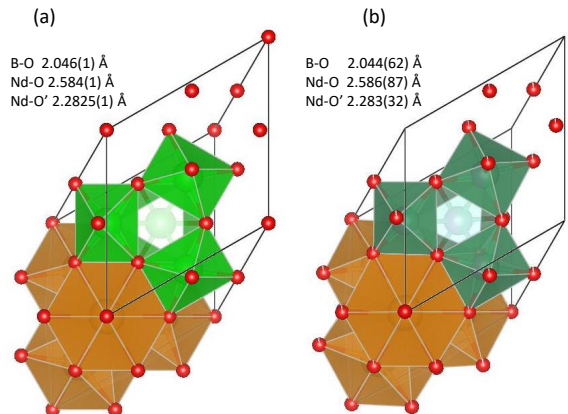 (a)
B-O 2.046(1) Å
Nd-O 2.584(1) Å
Nd-O’ 2.2825(1) Å
(b)
B-O 2.044(62) Å
Nd-O 2.586(87) Å
Nd-O’ 2.283(32) Å